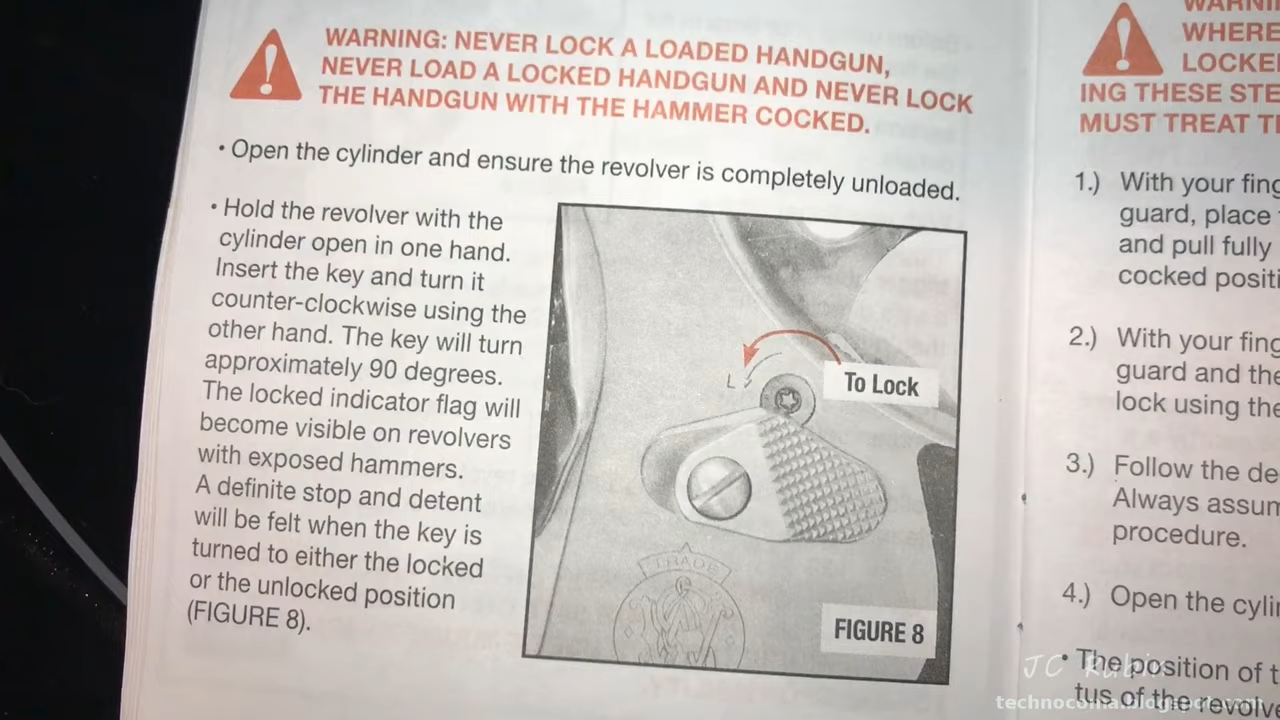 WARNING: NEVER LOCK A LOADED HANDGUN,
NEVER LOAD A LOCKED HANDGUN AND NEVER LOCK
THE HANDGUN WITH THE HAMMER COCKED.
• Open the cylinder and ensure the revolver is completely unloaded.
• Hold the revolver with the
cylinder open in one hand.
Insert the key and turn it
counter-clockwise using the
other hand. The key will turn
approximately 90 degrees.
The locked indicator flag will
become visible on revolvers
with exposed hammers.
A definite stop and detent
will be felt when the key is
turned to either the locked
or the unlocked position
(FIGURE 8).
L
To Lock
TRADE
FIGURE 8
WHERE
ING THESE STE
MUST TREAT T
1.) With your fing
guard, place
and pull fully
cocked positi
2.) With your fing
guard and the
lock using the
3.) Follow the de
Always assum
procedure.
4.) Open the cylin
• The position of t
tus of the revolve
JC Rubin
technocoma.blogspot.com